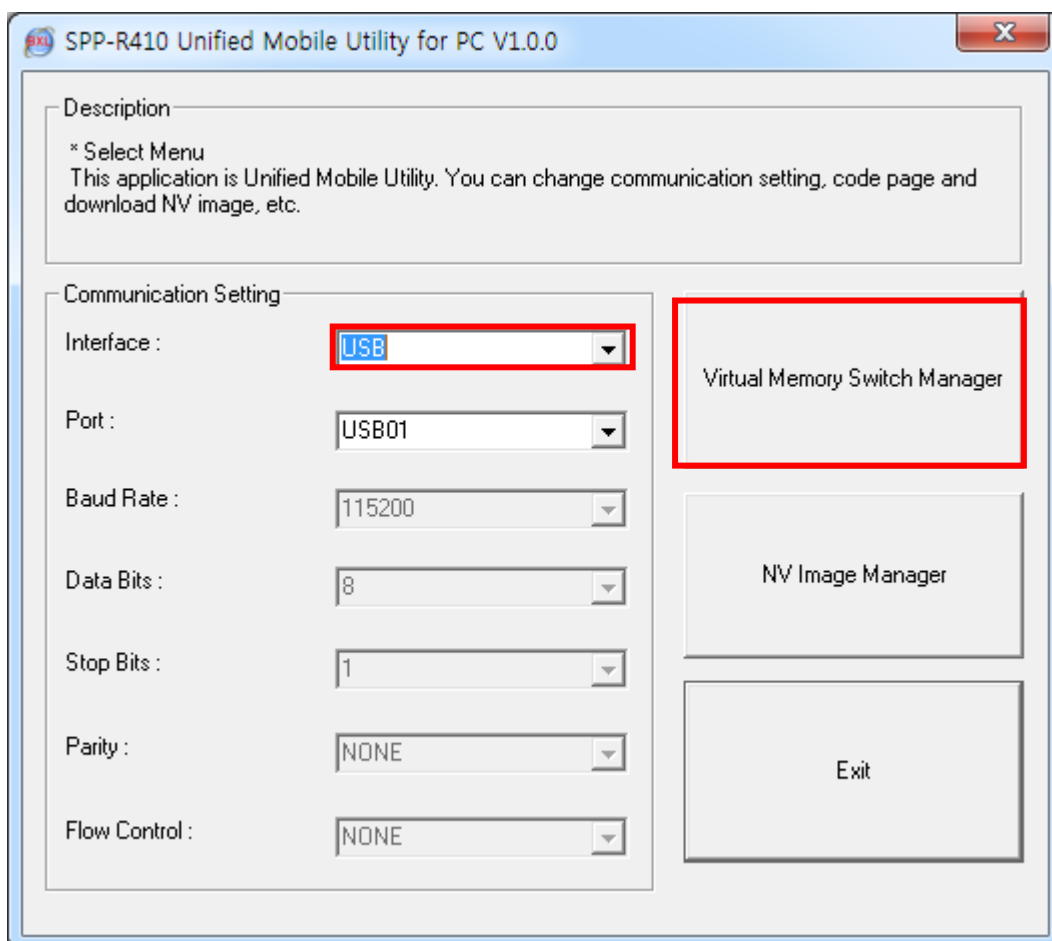 BXL SPP-R410 Unified Mobile Utility for PC V1.0.0
Description
* Select Menu
This application is Unified Mobile Utility. You can change communication setting, code page and
download NV image, etc.
Communication Setting
Interface : USB
Port : USB01
Baud Rate : 115200
Data Bits : 8
Stop Bits : 1
Parity : NONE
Flow Control : NONE
Virtual Memory Switch Manager
NV Image Manager
Exit